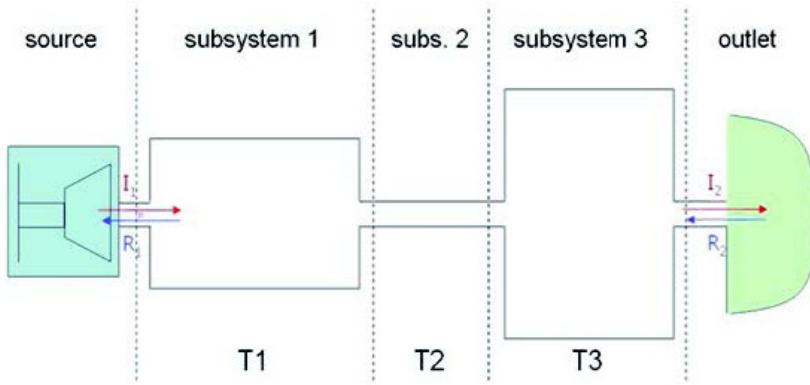 source subsystem 1 subs. 2 subsystem 3 outlet
I₁ I₂
R₁ R₂
T1 T2 T3